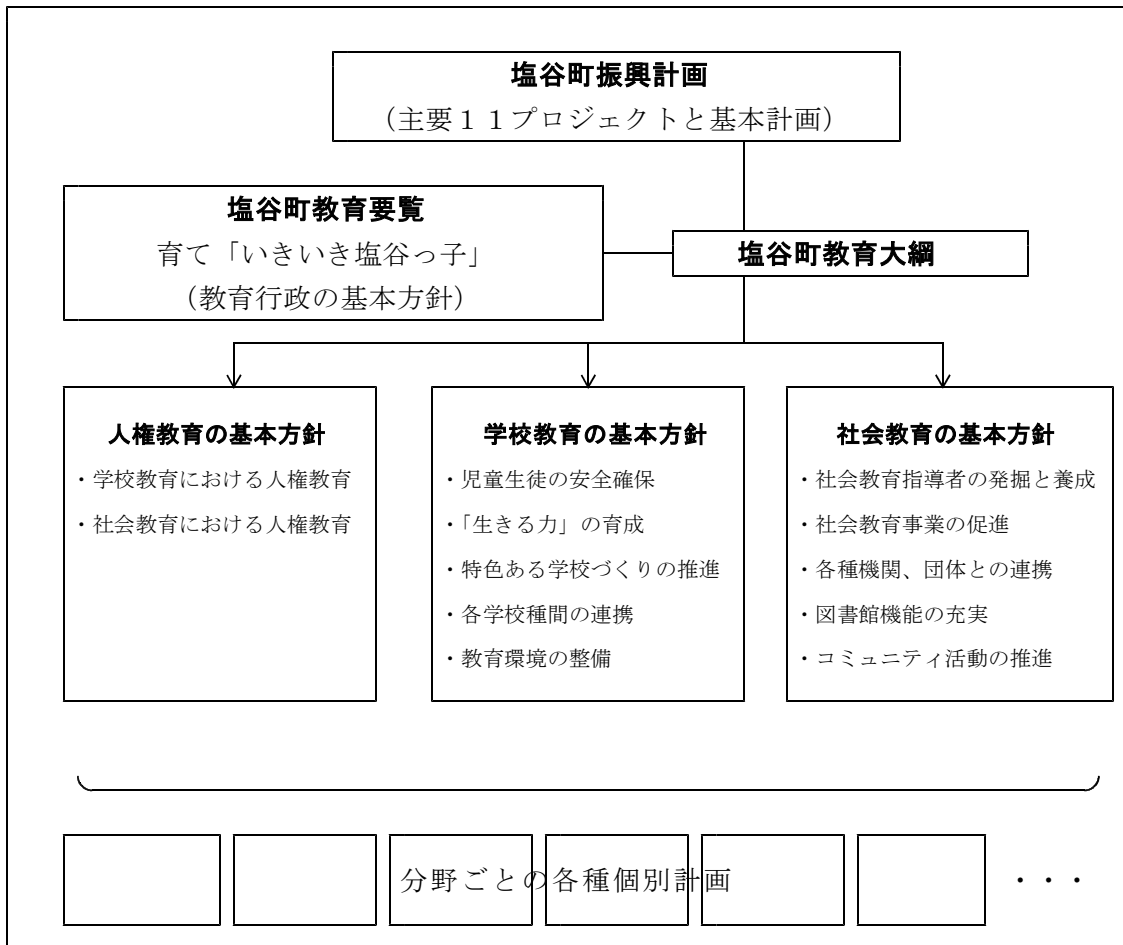 塩谷町振興計画
（主要１１プロジェクトと基本計画）
塩谷町教育要覧
育て「いきいき塩谷っ子」
（教育行政の基本方針）
塩谷町教育大綱
人権教育の基本方針
・学校教育における人権教育
・社会教育における人権教育
学校教育の基本方針
・児童生徒の安全確保
・「生きる力」の育成
・特色ある学校づくりの推進
・各学校種間の連携
・教育環境の整備
社会教育の基本方針
・社会教育指導者の発掘と養成
・社会教育事業の促進
・各種機関、団体との連携
・図書館機能の充実
・コミュニティ活動の推進
分野ごとの各種個別計画
・・・